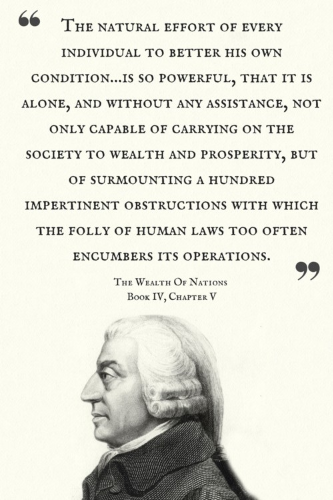 “ The natural effort of every
individual to better his own
condition...is so powerful, that it is
alone, and without any assistance, not
only capable of carrying on the
society to wealth and prosperity, but
of surmounting a hundred
impertinent obstructions with which
the folly of human laws too often
encumbers its operations. ”
The Wealth Of Nations
Book IV, Chapter V